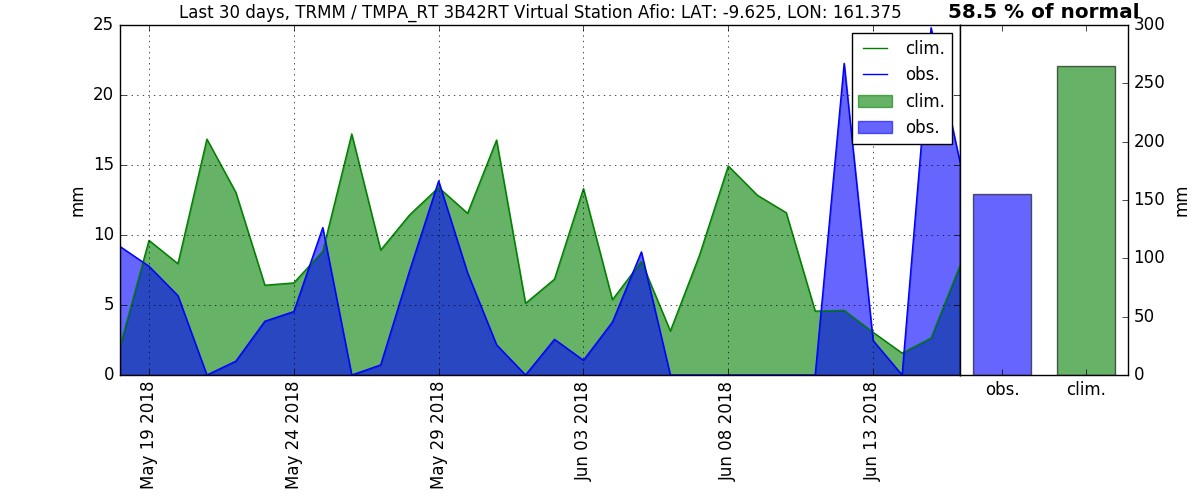 Last 30 days, TRMM / TMPA_RT 3B42RT Virtual Station Afio: LAT: -9.625, LON: 161.375
58.5 % of normal
25
20
15
10
5
0
mm
clim.
obs.
clim.
obs.
300
250
200
150
100
50
0
mm
obs.
clim.
May 19 2018
May 24 2018
May 29 2018
Jun 03 2018
Jun 08 2018
Jun 13 2018